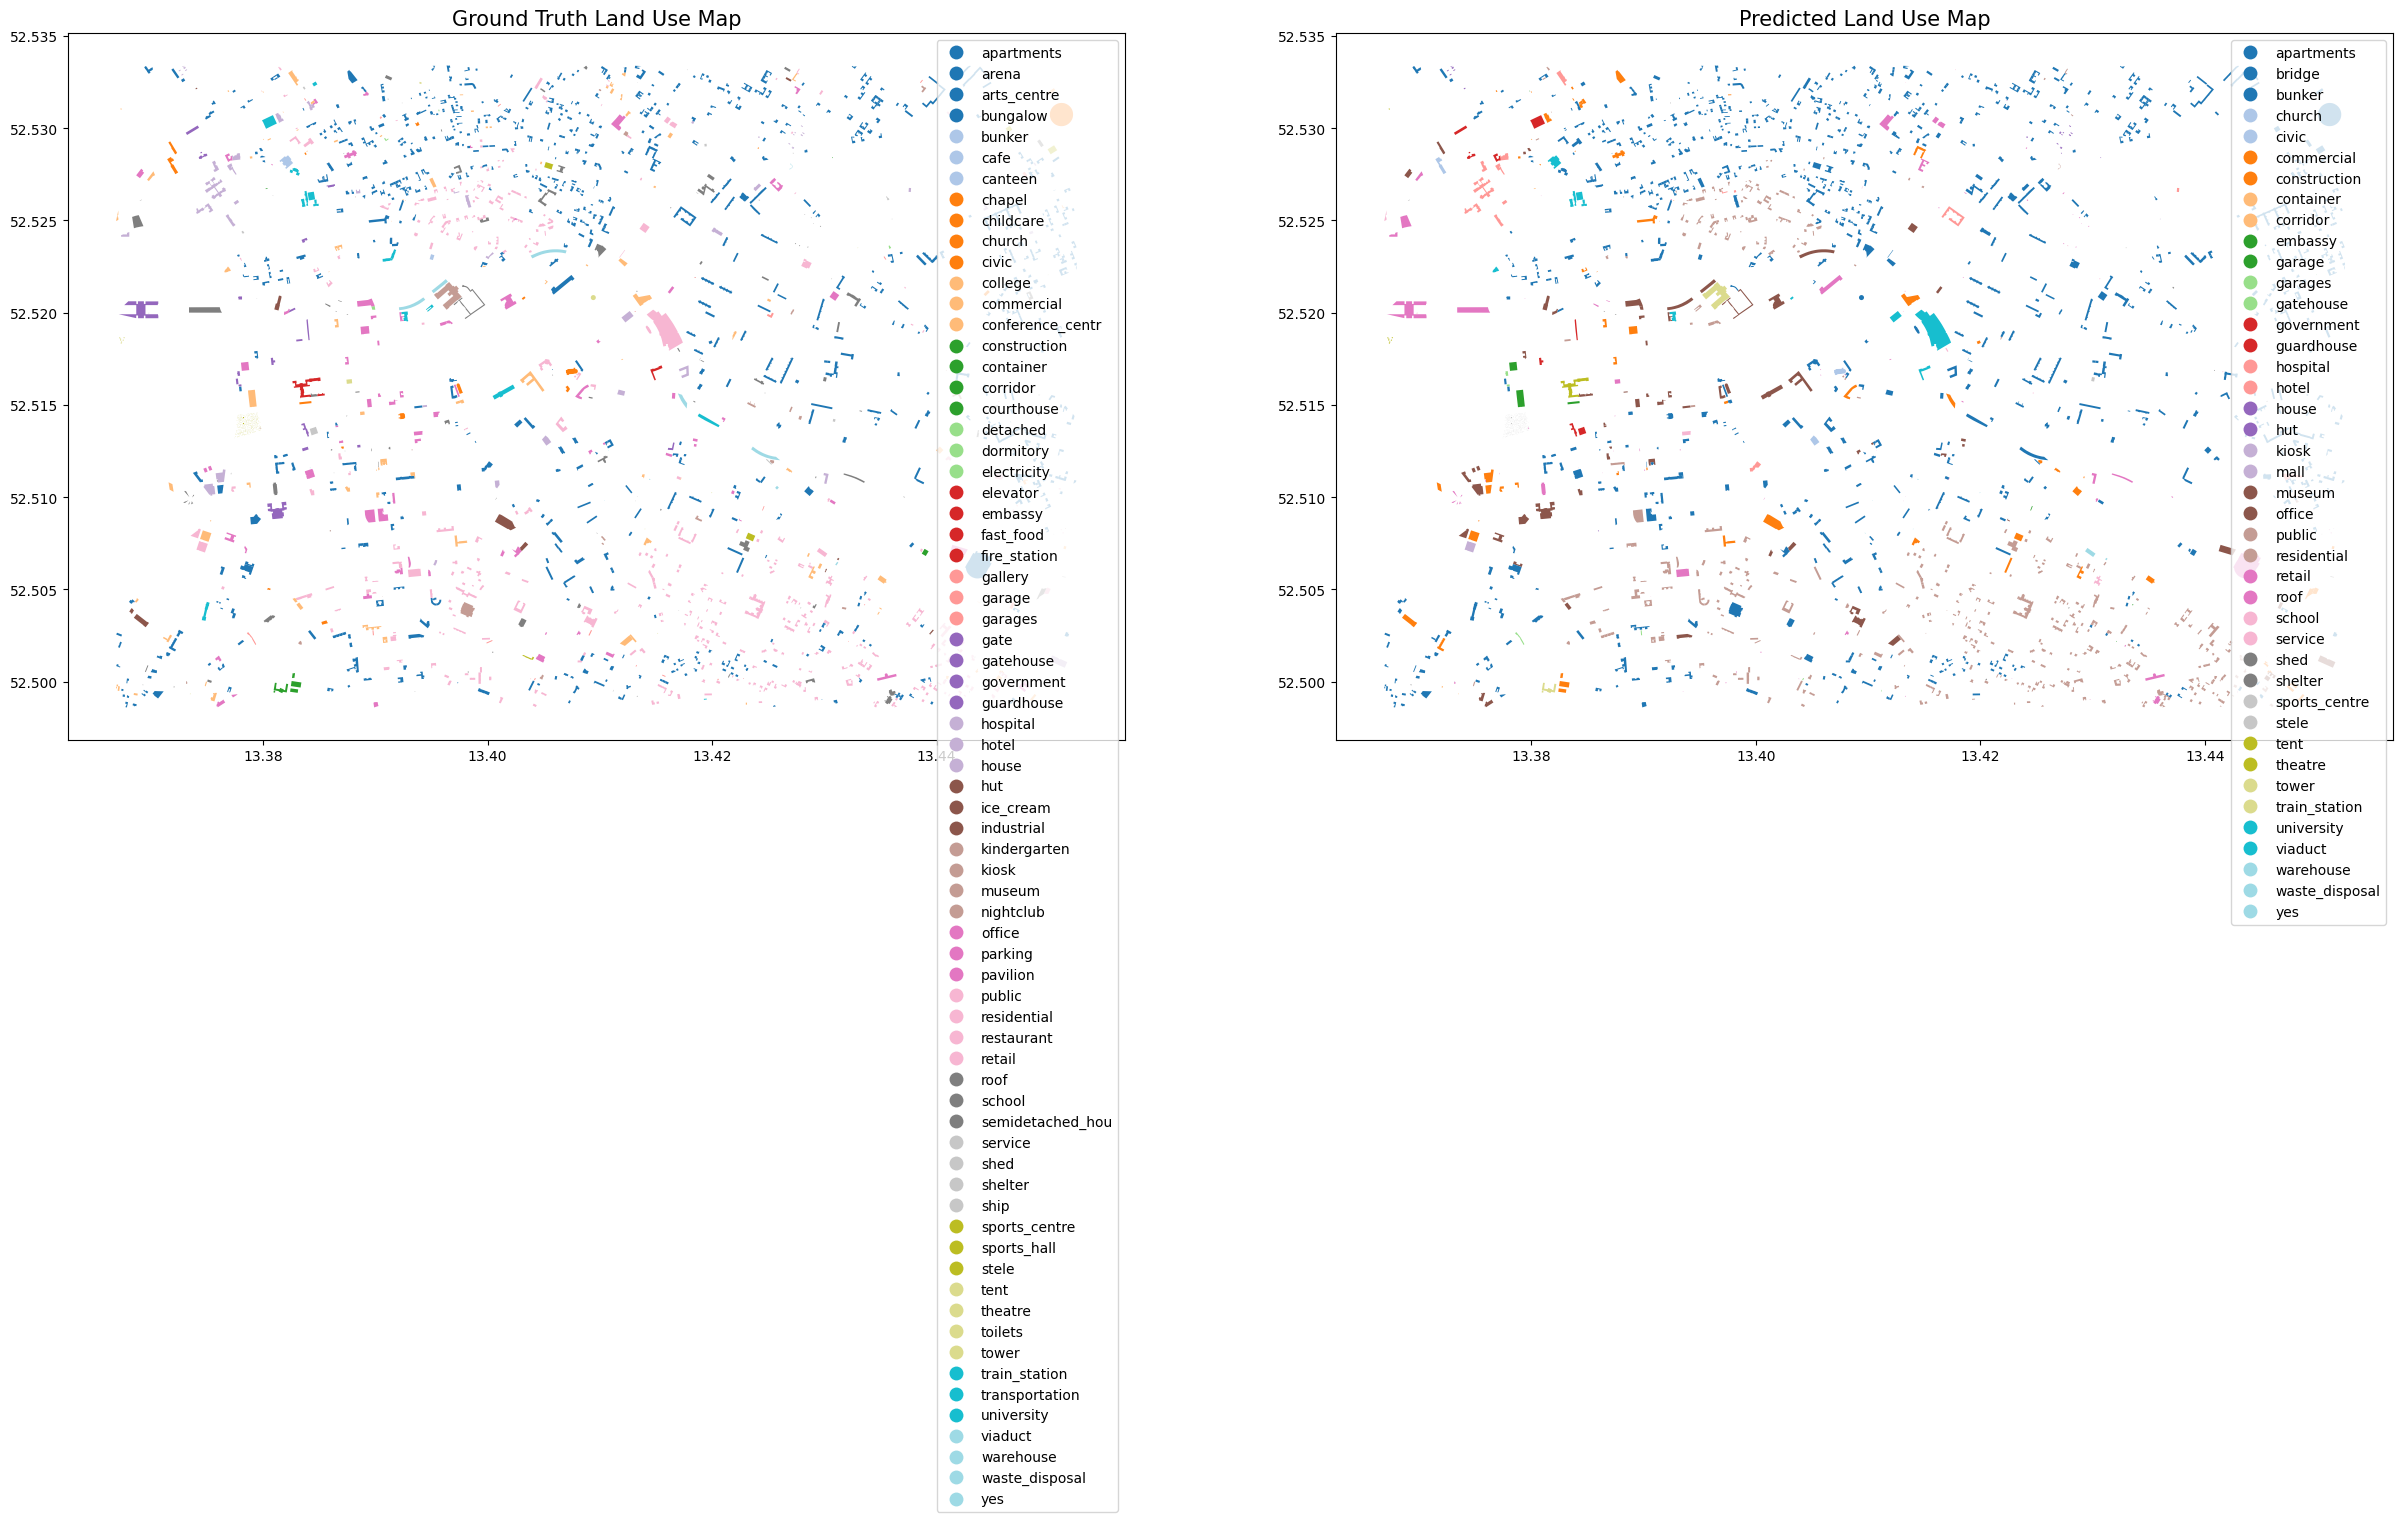 Ground Truth Land Use Map
52.535
52.530
52.525
52.520
52.515
52.510
52.505
52.500
13.38
13.40
13.42
13.44
apartments
arena
arts_centre
bungalow
bunker
cafe
canteen
chapel
childcare
church
civic
college
commercial
conference_centr
construction
container
corridor
courthouse
detached
dormitory
electricity
elevator
embassy
fast_food
fire_station
gallery
garage
garages
gate
gatehouse
government
guardhouse
hospital
hotel
house
hut
ice_cream
industrial
kindergarten
kiosk
museum
nightclub
office
parking
pavilion
public
residential
restaurant
retail
roof
school
semidetached_hou
service
shed
shelter
ship
sports_centre
sports_hall
stele
tent
theatre
toilets
tower
train_station
transportation
university
viaduct
warehouse
waste_disposal
yes
Predicted Land Use Map
52.535
52.530
52.525
52.520
52.515
52.510
52.505
52.500
13.38
13.40
13.42
13.44
apartments
bridge
bunker
church
civic
commercial
construction
container
corridor
embassy
garage
garages
gatehouse
government
guardhouse
hospital
hotel
house
hut
kiosk
mall
museum
office
public
residential
retail
roof
school
service
shed
shelter
sports_centre
stele
tent
theatre
tower
train_station
university
viaduct
warehouse
waste_disposal
yes